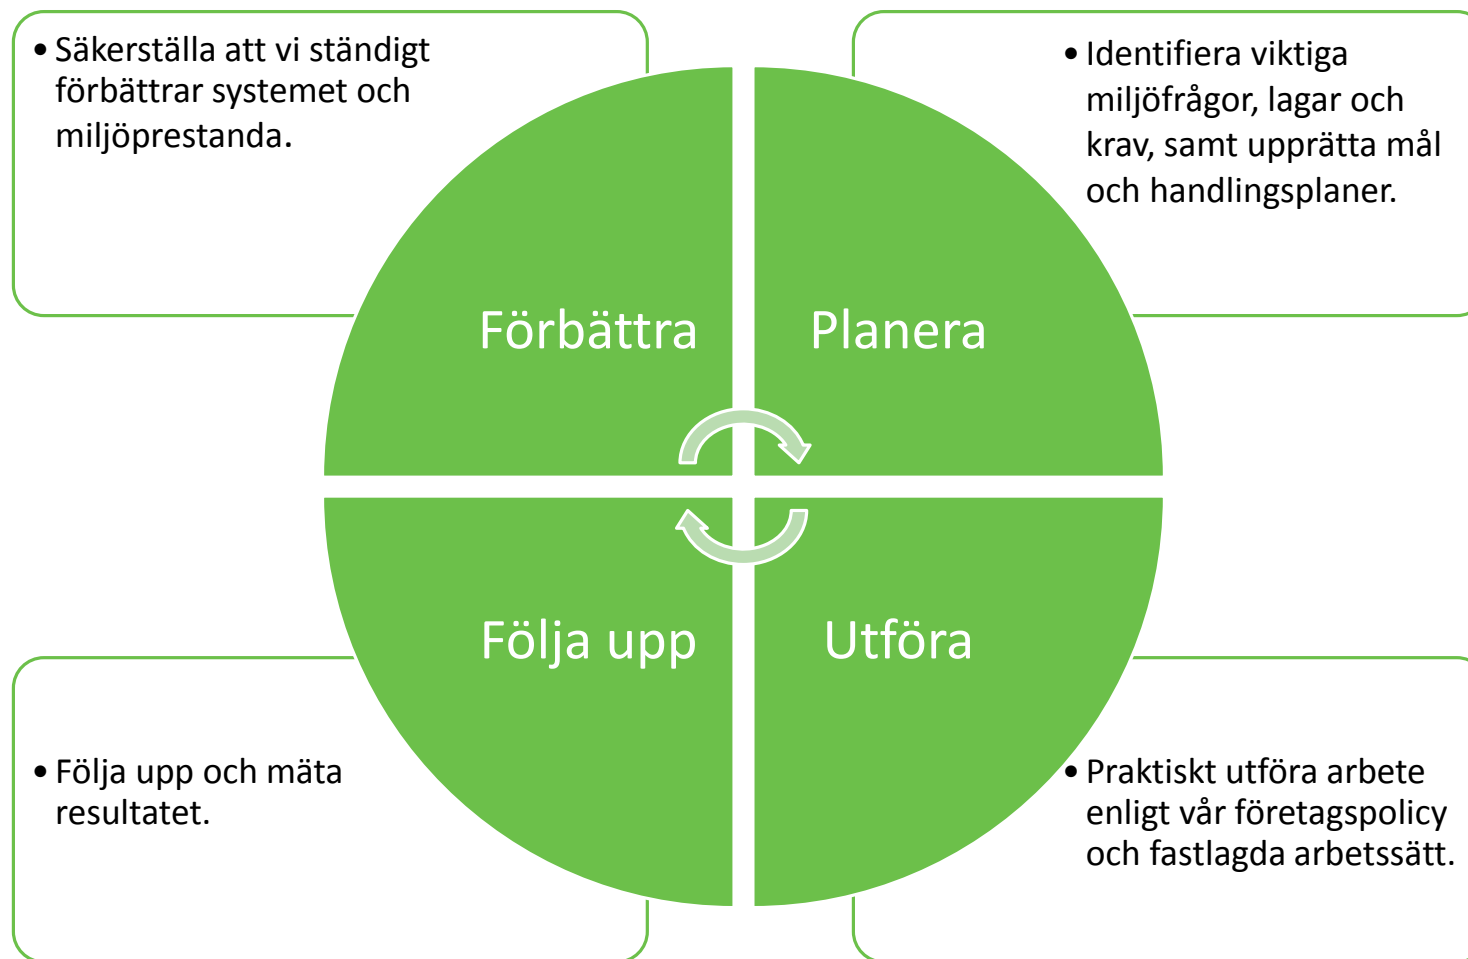 • Säkerställa att vi ständigt
förbättrar systemet och
miljöprestanda.
• Identifiera viktiga
miljöfrågor, lagar och
krav, samt upprätta mål
och handlingsplaner.
Förbättra
Planera
Följa upp
Utföra
• Följa upp och mäta
resultatet.
• Praktiskt utföra arbete
enligt vår företagspolicy
och fastlagda arbetssätt.